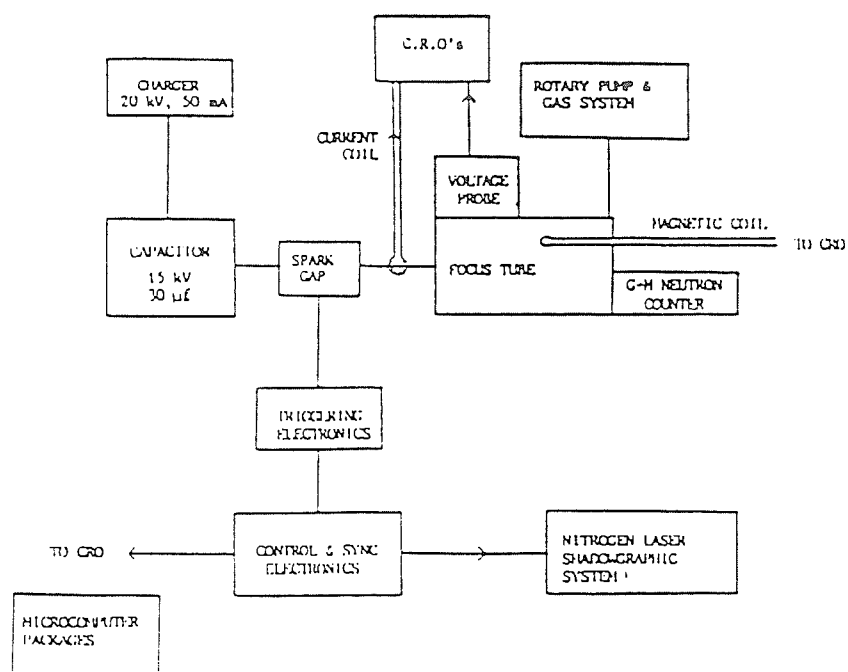 C.R.O's
CHARGER
20 kV, 50 mA
ROTARY PUMP &
GAS SYSTEM
CURRENT
COIL
VOLTAGE
PROBE
MAGNETIC COIL
TO CRO
CAPACITOR
15 kV
30 µf
SPARK
GAP
FOCUS TUBE
G-M NEUTRON
COUNTER
TRIGGERING
ELECTRONICS
TO CRO
CONTROL & SYNC
ELECTRONICS
NITROGEN LASER
SHADOWGRAPHIC
SYSTEM
MICROCOMPUTER
PACKAGES